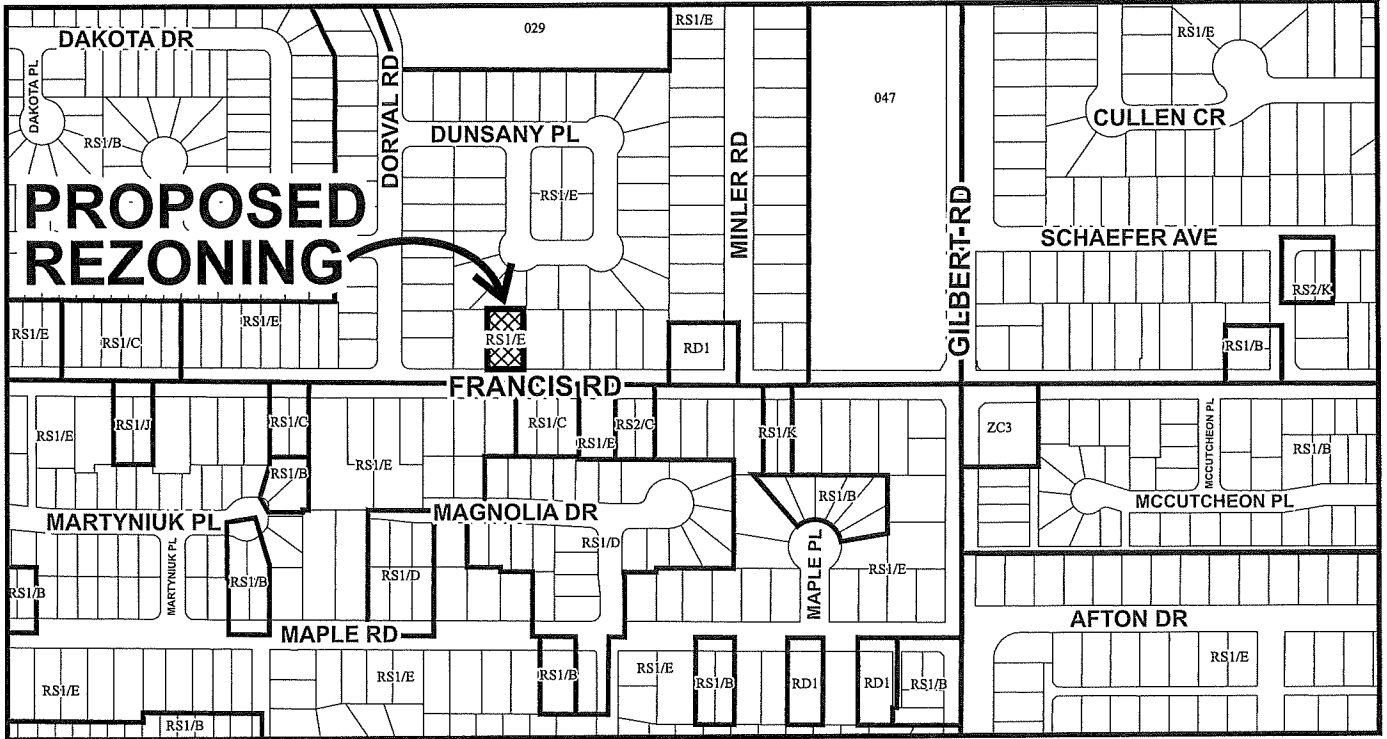 DAKOTA DR
029
RS1/E
RS1/E
DAKOTA PL
DORVAL RD
047
CULLEN CR
DUNSANY PL
RS1/B
MINLER RD
PROPOSED
REZONING
RS1/E
GILBERT RD
SCHAEFER AVE
RS2/K
RS1/E
RS1/C
RS1/E
RS1/E
RD1
RS1/B
FRANCIS RD
RS1/E
RS1/J
RS1/C
RS1/C
RS1/E
RS2/C
RS1/K
ZC3
MCCUTCHEON PL
RS1/B
RS1/B
RS1/E
RS1/B
MCCUTCHEON PL
MARTYNIUK PL
MAGNOLIA DR
RS1/D
MARTYNIUK PL
RS1/B
RS1/D
MAPLE PL
RS1/E
RS1/B
MAPLE RD
AFTON DR
RS1/E
RS1/E
RS1/B
RS1/E
RS1/B
RD1
RD1
RS1/B
RS1/E
RS1/B